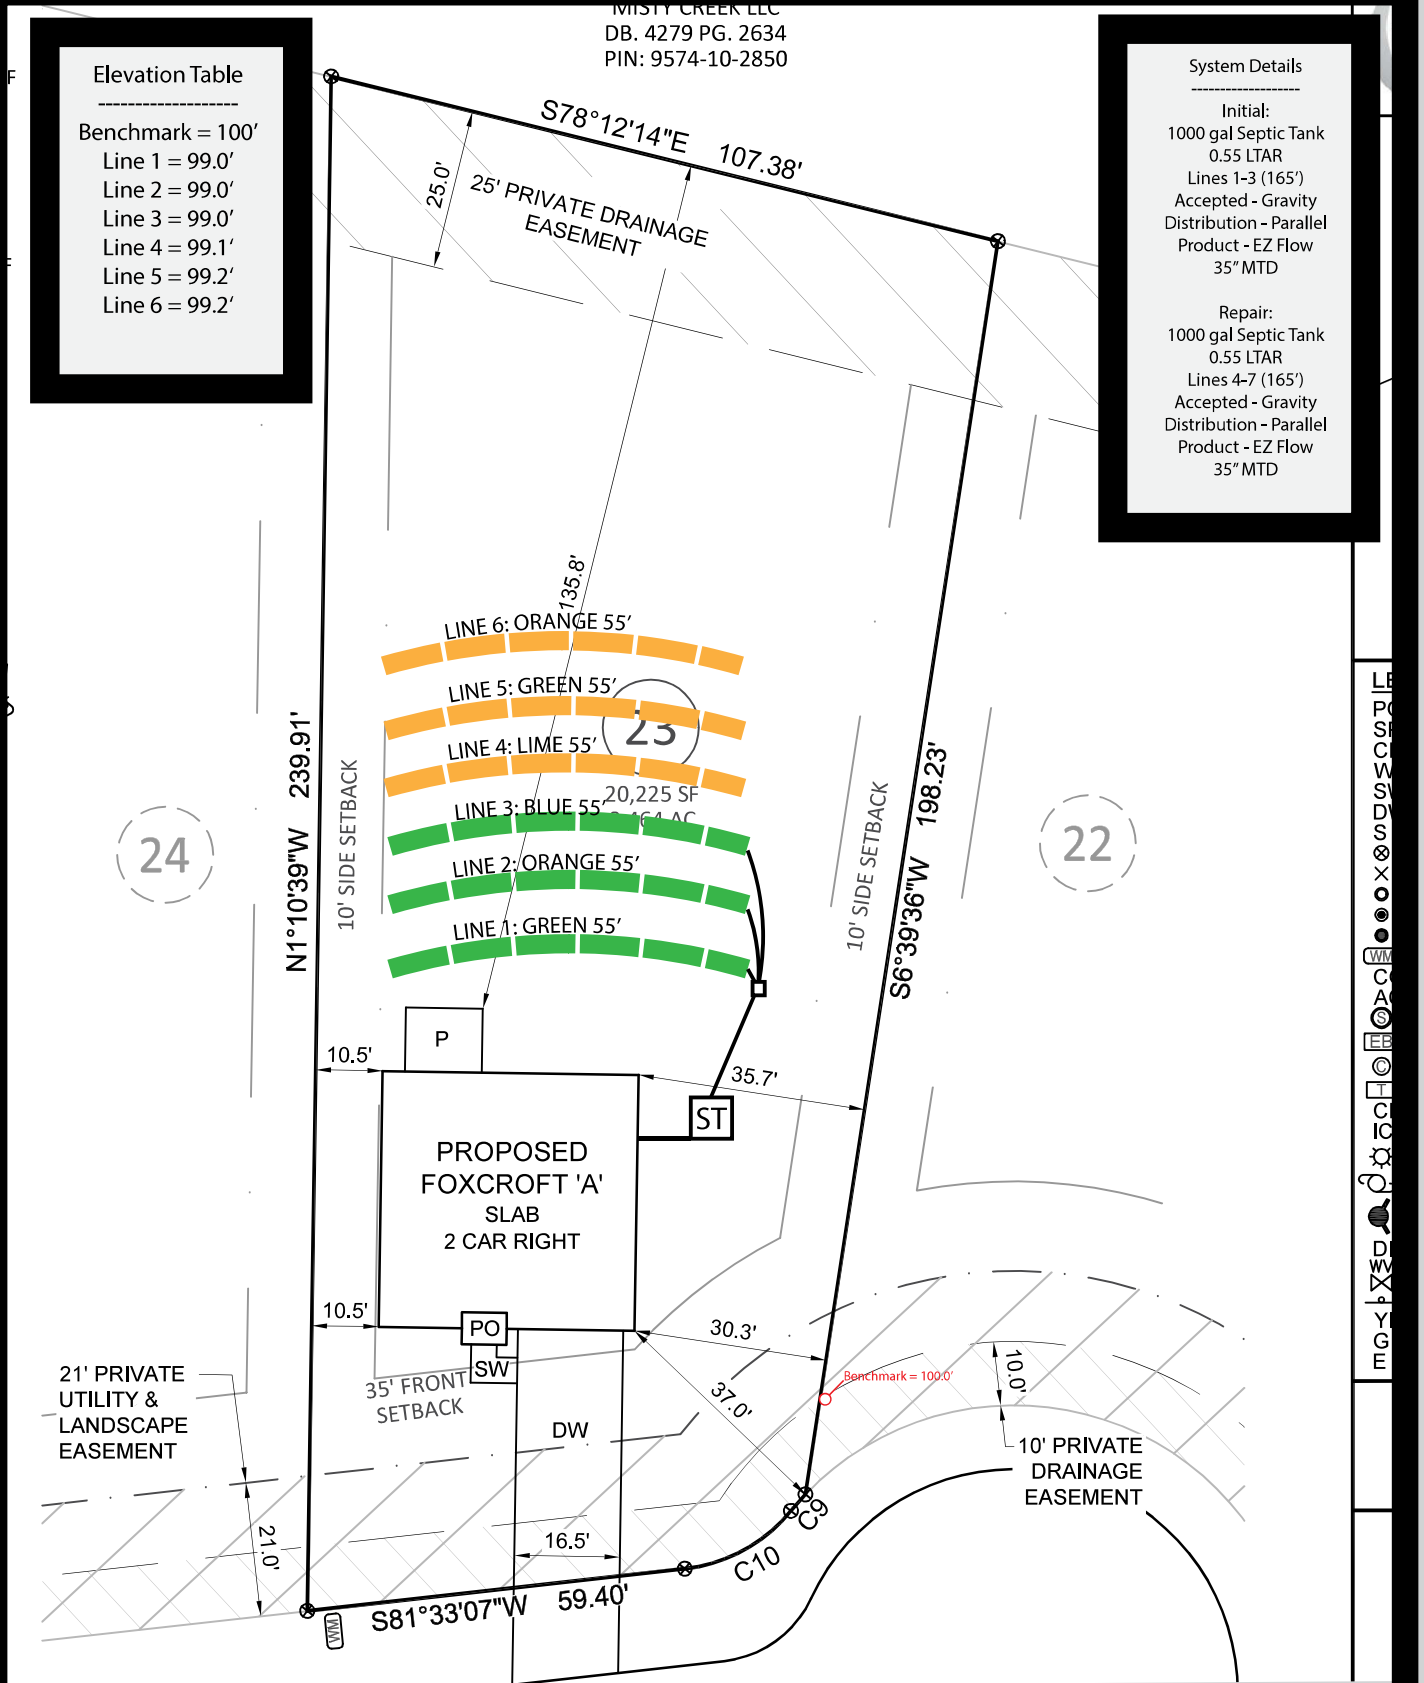 MISTY CREEK LLC
DB. 4279 PG. 2634
PIN: 9574-10-2850
Elevation Table
--------------------
Benchmark = 100'
Line 1 = 99.0'
Line 2 = 99.0'
Line 3 = 99.0'
Line 4 = 99.1'
Line 5 = 99.2'
Line 6 = 99.2'
System Details
--------------------
Initial:
1000 gal Septic Tank
0.55 LTAR
Lines 1-3 (165')
Accepted - Gravity
Distribution - Parallel
Product - EZ Flow
35" MTD
Repair:
1000 gal Septic Tank
0.55 LTAR
Lines 4-7 (165')
Accepted - Gravity
Distribution - Parallel
Product - EZ Flow
35" MTD
S78°12'14"E 107.38'
25.0'
25' PRIVATE DRAINAGE
EASEMENT
135.8'
LINE 6: ORANGE 55'
LINE 5: GREEN 55'
23
LINE 4: LIME 55'
20,225 SF
LINE 3: BLUE 55'
LINE 2: ORANGE 55'
LINE 1: GREEN 55'
N1°10'39"W 239.91'
10' SIDE SETBACK
24
10' SIDE SETBACK
S6°39'36"W 198.23'
22
P
10.5'
35.7'
ST
PROPOSED
FOXCROFT 'A'
SLAB
2 CAR RIGHT
10.5'
PO
SW
30.3'
37.0'
Benchmark = 100.0'
10.0'
21' PRIVATE
UTILITY &
LANDSCAPE
EASEMENT
35' FRONT
SETBACK
DW
10' PRIVATE
DRAINAGE
EASEMENT
21.0'
16.5'
C9
C10
S81°33'07"W 59.40'
WM
WM
S
EB
C
T